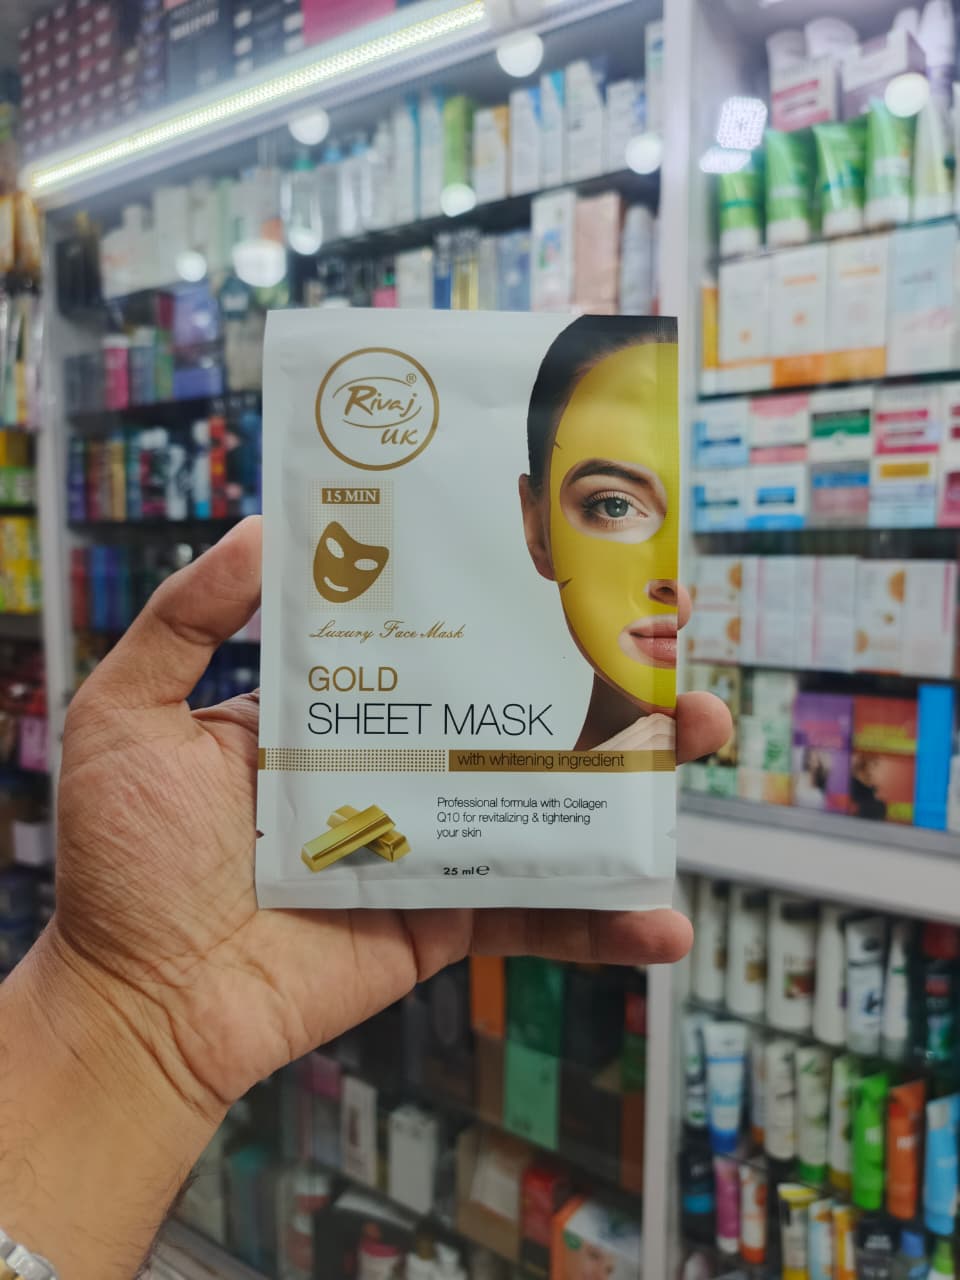 Rivaj®
UK
15 MIN
Luxury Face Mask
GOLD
SHEET MASK
with whitening ingredient
Professional formula with Collagen
Q10 for revitalizing & tightening
your skin
25 ml ℮